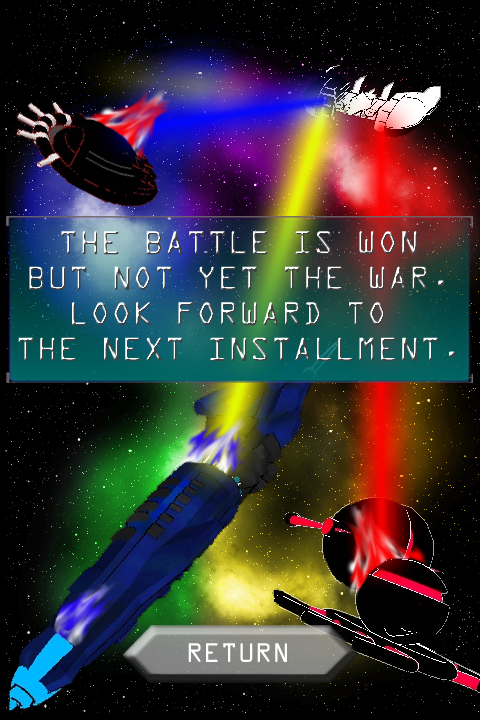 THE BATTLE IS WON
BUT NOT YET THE WAR.
LOOK FORWARD TO
THE NEXT INSTALLMENT.
RETURN